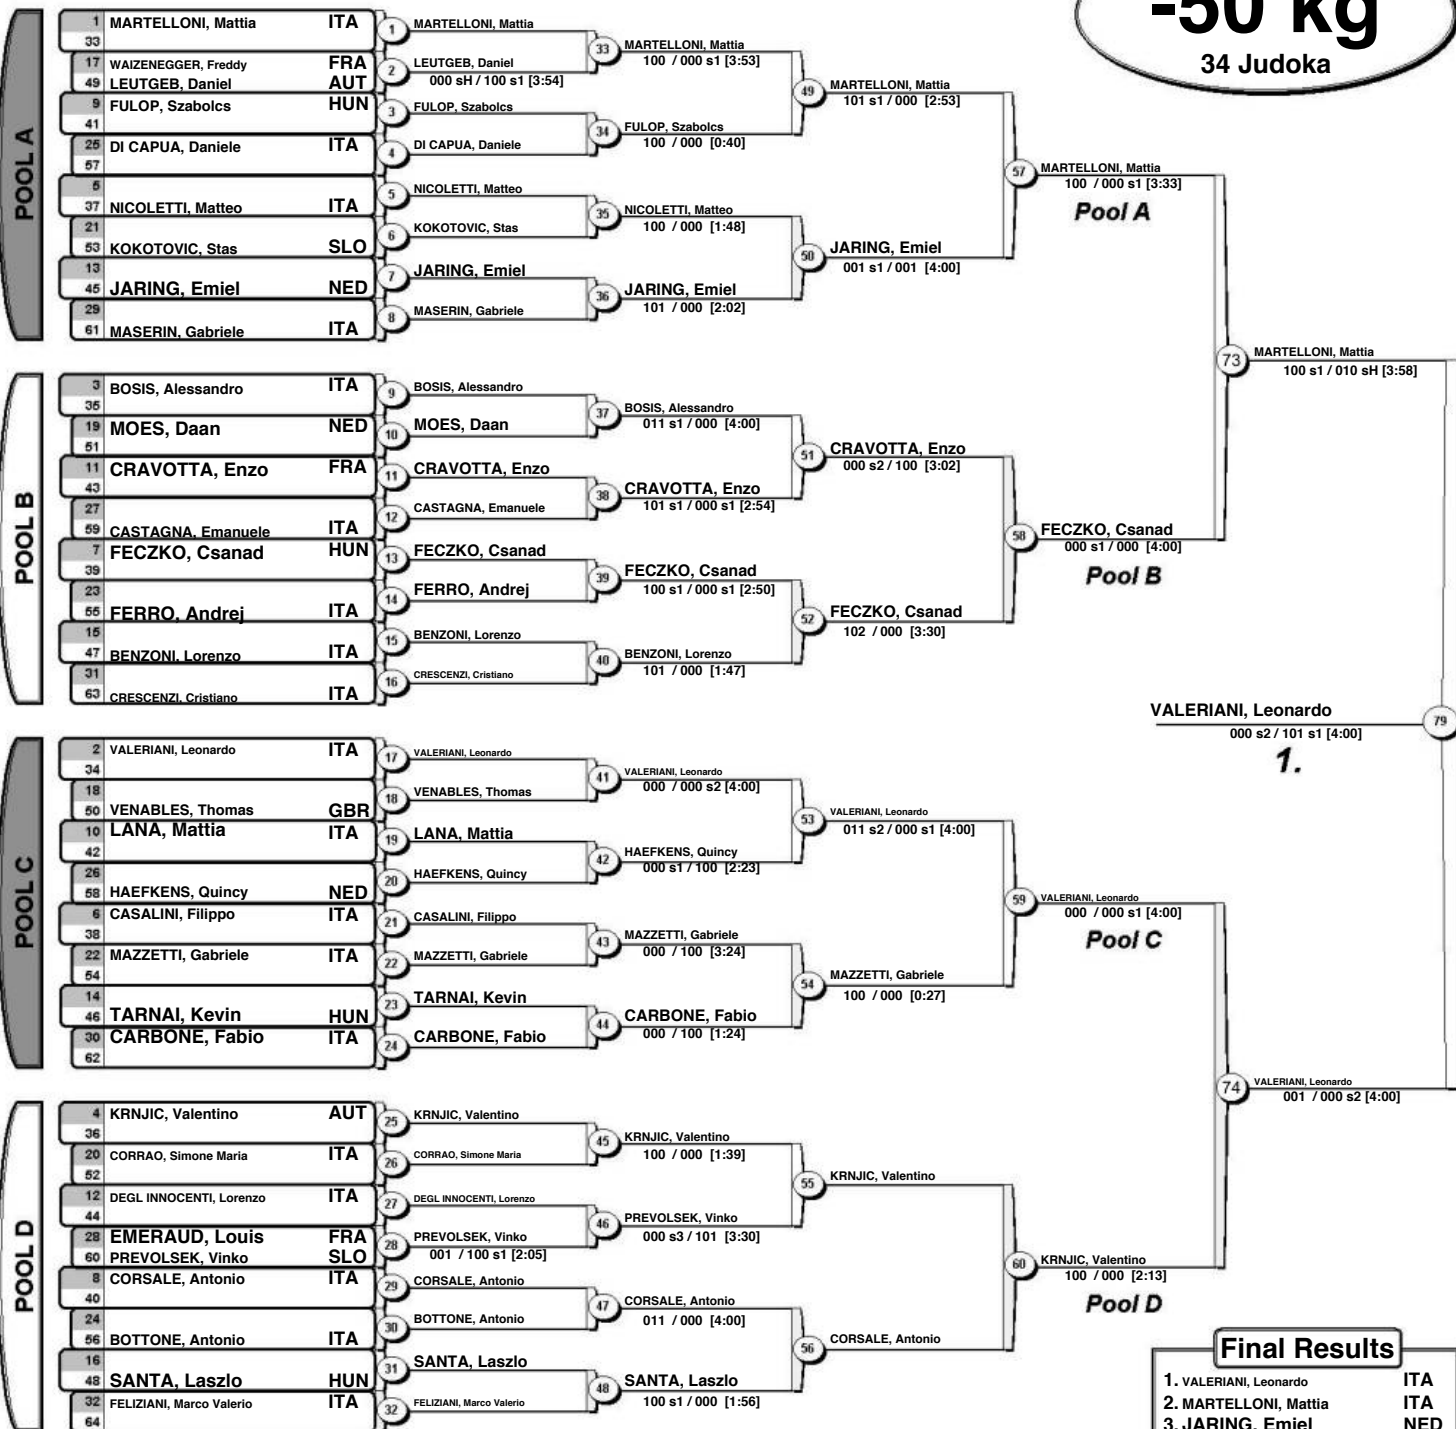 -50 kg
34 Judoka
POOL A
1 MARTELLONI, Mattia ITA
33
17 WAIZENEGGER, Freddy FRA
49 LEUTGEB, Daniel AUT
9 FULOP, Szabolcs HUN
41
25 DI CAPUA, Daniele ITA
57
5
37 NICOLETTI, Matteo ITA
21
53 KOKOTOVIC, Stas SLO
13
45 JARING, Emiel NED
29
61 MASERIN, Gabriele ITA
1 MARTELLONI, Mattia
2 LEUTGEB, Daniel
000 sH / 100 s1 [3:54]
3 FULOP, Szabolcs
4 DI CAPUA, Daniele
5 NICOLETTI, Matteo
6 KOKOTOVIC, Stas
7 JARING, Emiel
8 MASERIN, Gabriele
33 MARTELLONI, Mattia
100 / 000 s1 [3:53]
34 FULOP, Szabolcs
100 / 000 [0:40]
35 NICOLETTI, Matteo
100 / 000 [1:48]
36 JARING, Emiel
101 / 000 [2:02]
49 MARTELLONI, Mattia
101 s1 / 000 [2:53]
50 JARING, Emiel
001 s1 / 001 [4:00]
57 MARTELLONI, Mattia
100 / 000 s1 [3:33]
Pool A
POOL B
3 BOSIS, Alessandro ITA
35
19 MOES, Daan NED
51
11 CRAVOTTA, Enzo FRA
43
27
59 CASTAGNA, Emanuele ITA
7 FECZKO, Csanad HUN
39
23
55 FERRO, Andrej ITA
15
47 BENZONI, Lorenzo ITA
31
63 CRESCENZI, Cristiano ITA
9 BOSIS, Alessandro
10 MOES, Daan
11 CRAVOTTA, Enzo
12 CASTAGNA, Emanuele
13 FECZKO, Csanad
14 FERRO, Andrej
15 BENZONI, Lorenzo
16 CRESCENZI, Cristiano
37 BOSIS, Alessandro
011 s1 / 000 [4:00]
38 CRAVOTTA, Enzo
101 s1 / 000 s1 [2:54]
39 FECZKO, Csanad
100 s1 / 000 s1 [2:50]
40 BENZONI, Lorenzo
101 / 000 [1:47]
51 CRAVOTTA, Enzo
000 s2 / 100 [3:02]
52 FECZKO, Csanad
102 / 000 [3:30]
58 FECZKO, Csanad
000 s1 / 000 [4:00]
Pool B
73 MARTELLONI, Mattia
100 s1 / 010 sH [3:58]
VALERIANI, Leonardo 79
000 s2 / 101 s1 [4:00]
1.
POOL C
2 VALERIANI, Leonardo ITA
34
18
50 VENABLES, Thomas GBR
10 LANA, Mattia ITA
42
26
58 HAEFKENS, Quincy NED
6 CASALINI, Filippo ITA
38
22 MAZZETTI, Gabriele ITA
54
14
46 TARNAI, Kevin HUN
30 CARBONE, Fabio ITA
62
17 VALERIANI, Leonardo
18 VENABLES, Thomas
19 LANA, Mattia
20 HAEFKENS, Quincy
21 CASALINI, Filippo
22 MAZZETTI, Gabriele
23 TARNAI, Kevin
24 CARBONE, Fabio
41 VALERIANI, Leonardo
000 / 000 s2 [4:00]
42 HAEFKENS, Quincy
000 s1 / 100 [2:23]
43 MAZZETTI, Gabriele
000 / 100 [3:24]
44 CARBONE, Fabio
000 / 100 [1:24]
53 VALERIANI, Leonardo
011 s2 / 000 s1 [4:00]
54 MAZZETTI, Gabriele
100 / 000 [0:27]
59 VALERIANI, Leonardo
000 / 000 s1 [4:00]
Pool C
74 VALERIANI, Leonardo
001 / 000 s2 [4:00]
POOL D
4 KRNJIC, Valentino AUT
36
20 CORRAO, Simone Maria ITA
52
12 DEGL INNOCENTI, Lorenzo ITA
44
28 EMERAUD, Louis FRA
60 PREVOLSEK, Vinko SLO
8 CORSALE, Antonio ITA
40
24
56 BOTTONE, Antonio ITA
16
48 SANTA, Laszlo HUN
32 FELIZIANI, Marco Valerio ITA
64
25 KRNJIC, Valentino
26 CORRAO, Simone Maria
27 DEGL INNOCENTI, Lorenzo
28 PREVOLSEK, Vinko
001 / 100 s1 [2:05]
29 CORSALE, Antonio
30 BOTTONE, Antonio
31 SANTA, Laszlo
32 FELIZIANI, Marco Valerio
45 KRNJIC, Valentino
100 / 000 [1:39]
46 PREVOLSEK, Vinko
000 s3 / 101 [3:30]
47 CORSALE, Antonio
011 / 000 [4:00]
48 SANTA, Laszlo
100 s1 / 000 [1:56]
55 KRNJIC, Valentino
56 CORSALE, Antonio
60 KRNJIC, Valentino
100 / 000 [2:13]
Pool D
Final Results
1. VALERIANI, Leonardo ITA
2. MARTELLONI, Mattia ITA
3. JARING, Emiel NED